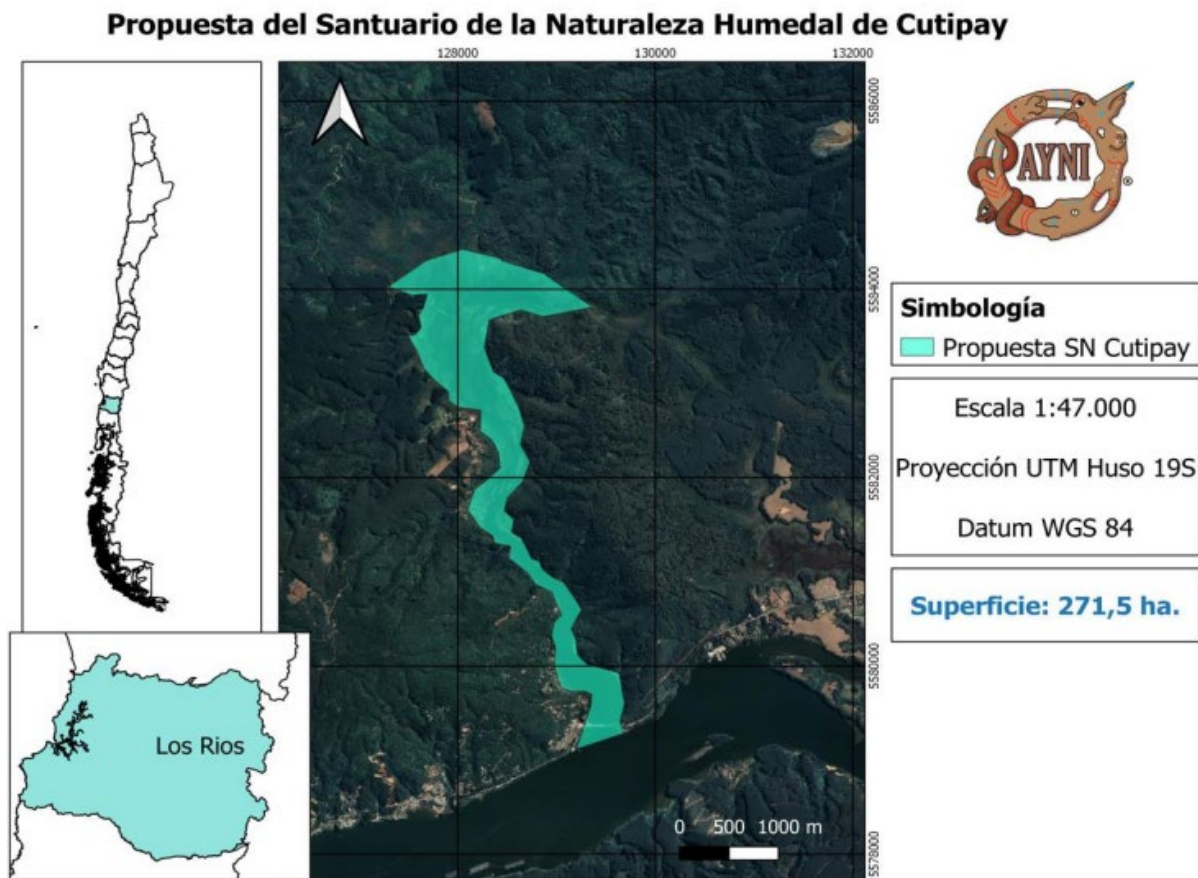 Propuesta del Santuario de la Naturaleza Humedal de Cutipay
128000
130000
132000
5586000
5584000
5582000
5580000
5578000
AYNI
®
Simbología
Propuesta SN Cutipay
Escala 1:47.000
Proyección UTM Huso 19S
Datum WGS 84
Superficie: 271,5 ha.
Los Rios
0 500 1000 m